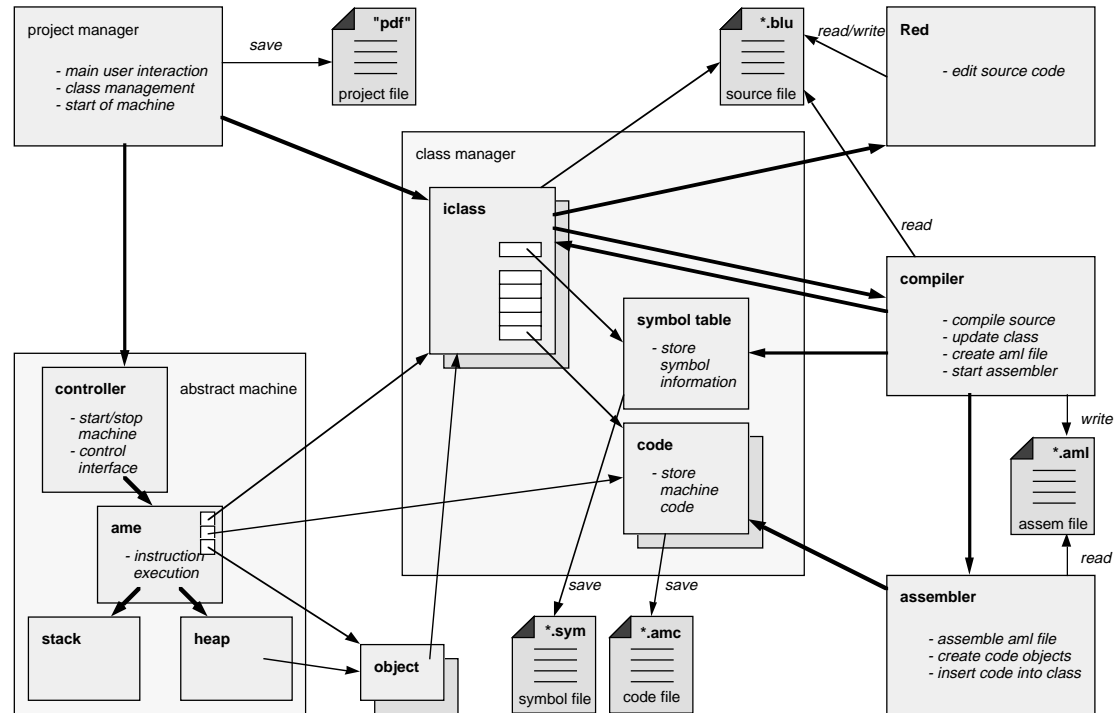 project manager
- main user interaction
- class management
- start of machine
save
"pdf"
project file
*.blu
source file
read/write
Red
- edit source code
class manager
iclass
read
compiler
- compile source
- update class
- create aml file
- start assembler
symbol table
- store
symbol
information
controller
- start/stop
machine
- control
interface
abstract machine
code
- store
machine
code
write
*.aml
assem file
read
ame
- instruction
execution
stack
heap
object
save
*.sym
symbol file
save
*.amc
code file
assembler
- assemble aml file
- create code objects
- insert code into class